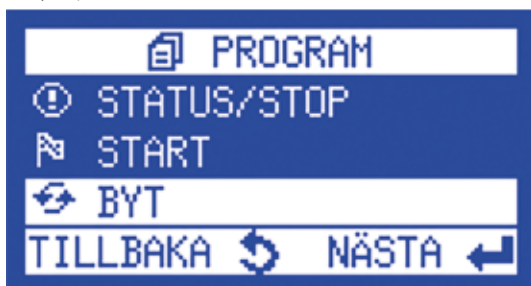 PROGRAM
STATUS/STOP
START
BYT
TILLBAKA NÄSTA